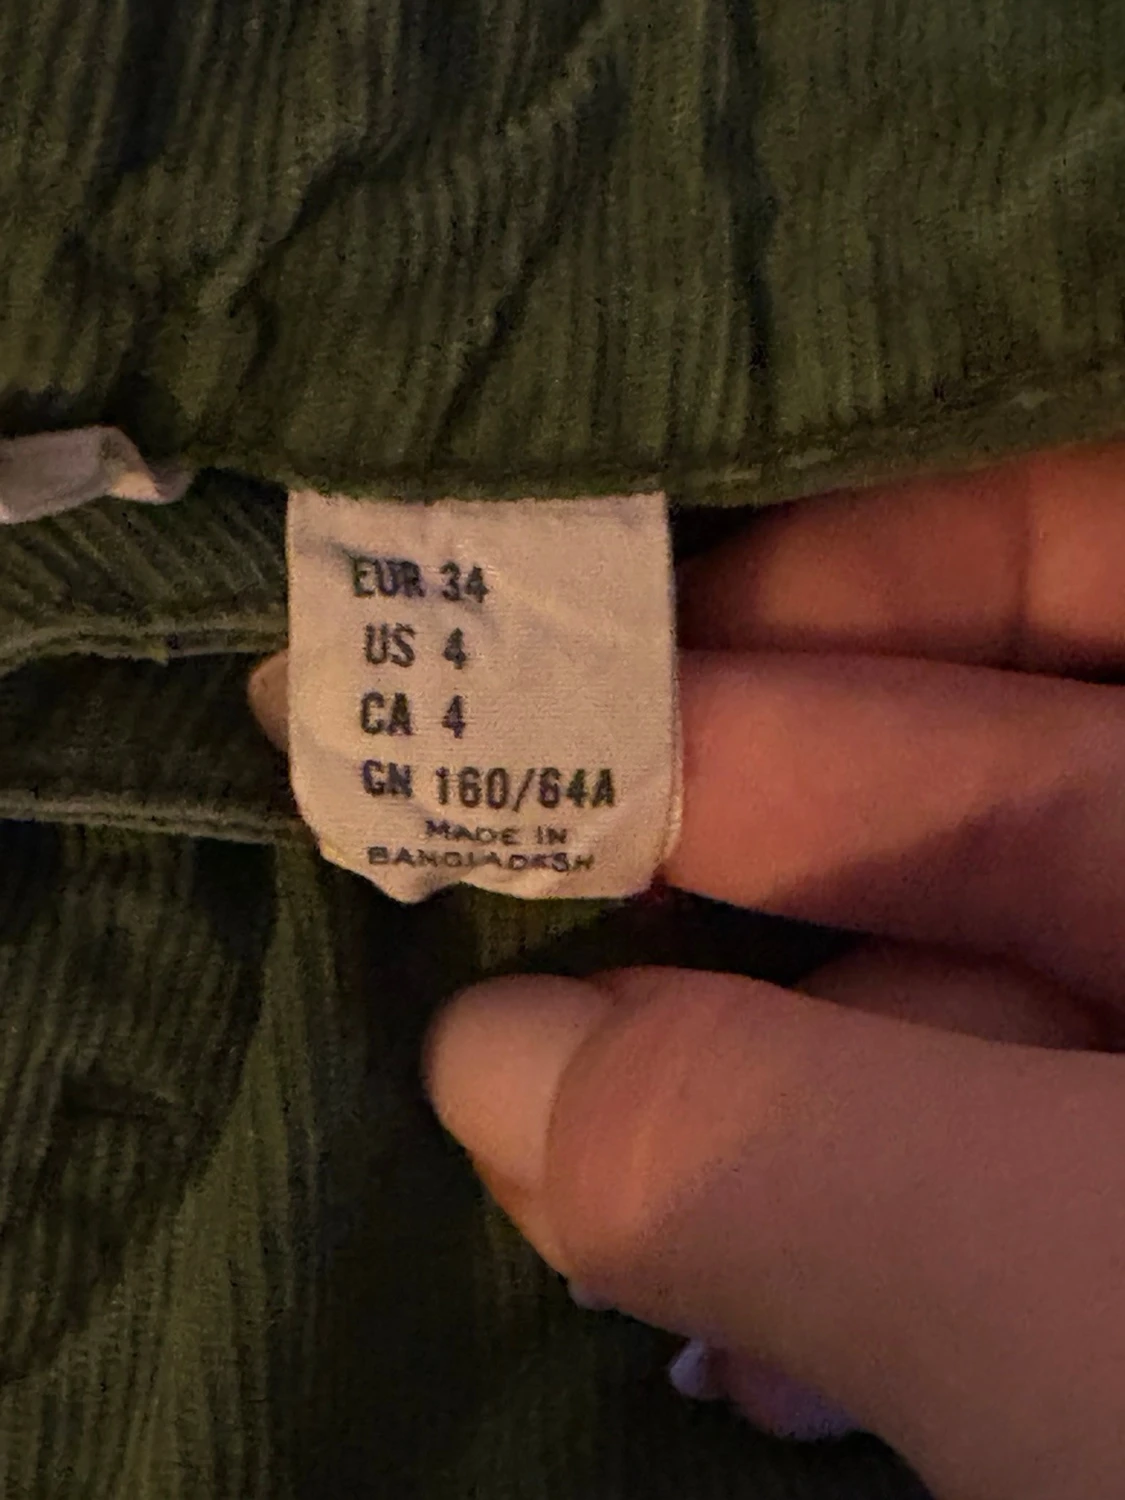 EUR 34
US 4
CA 4
CN 160/64A
MADE IN
BANGLADESH